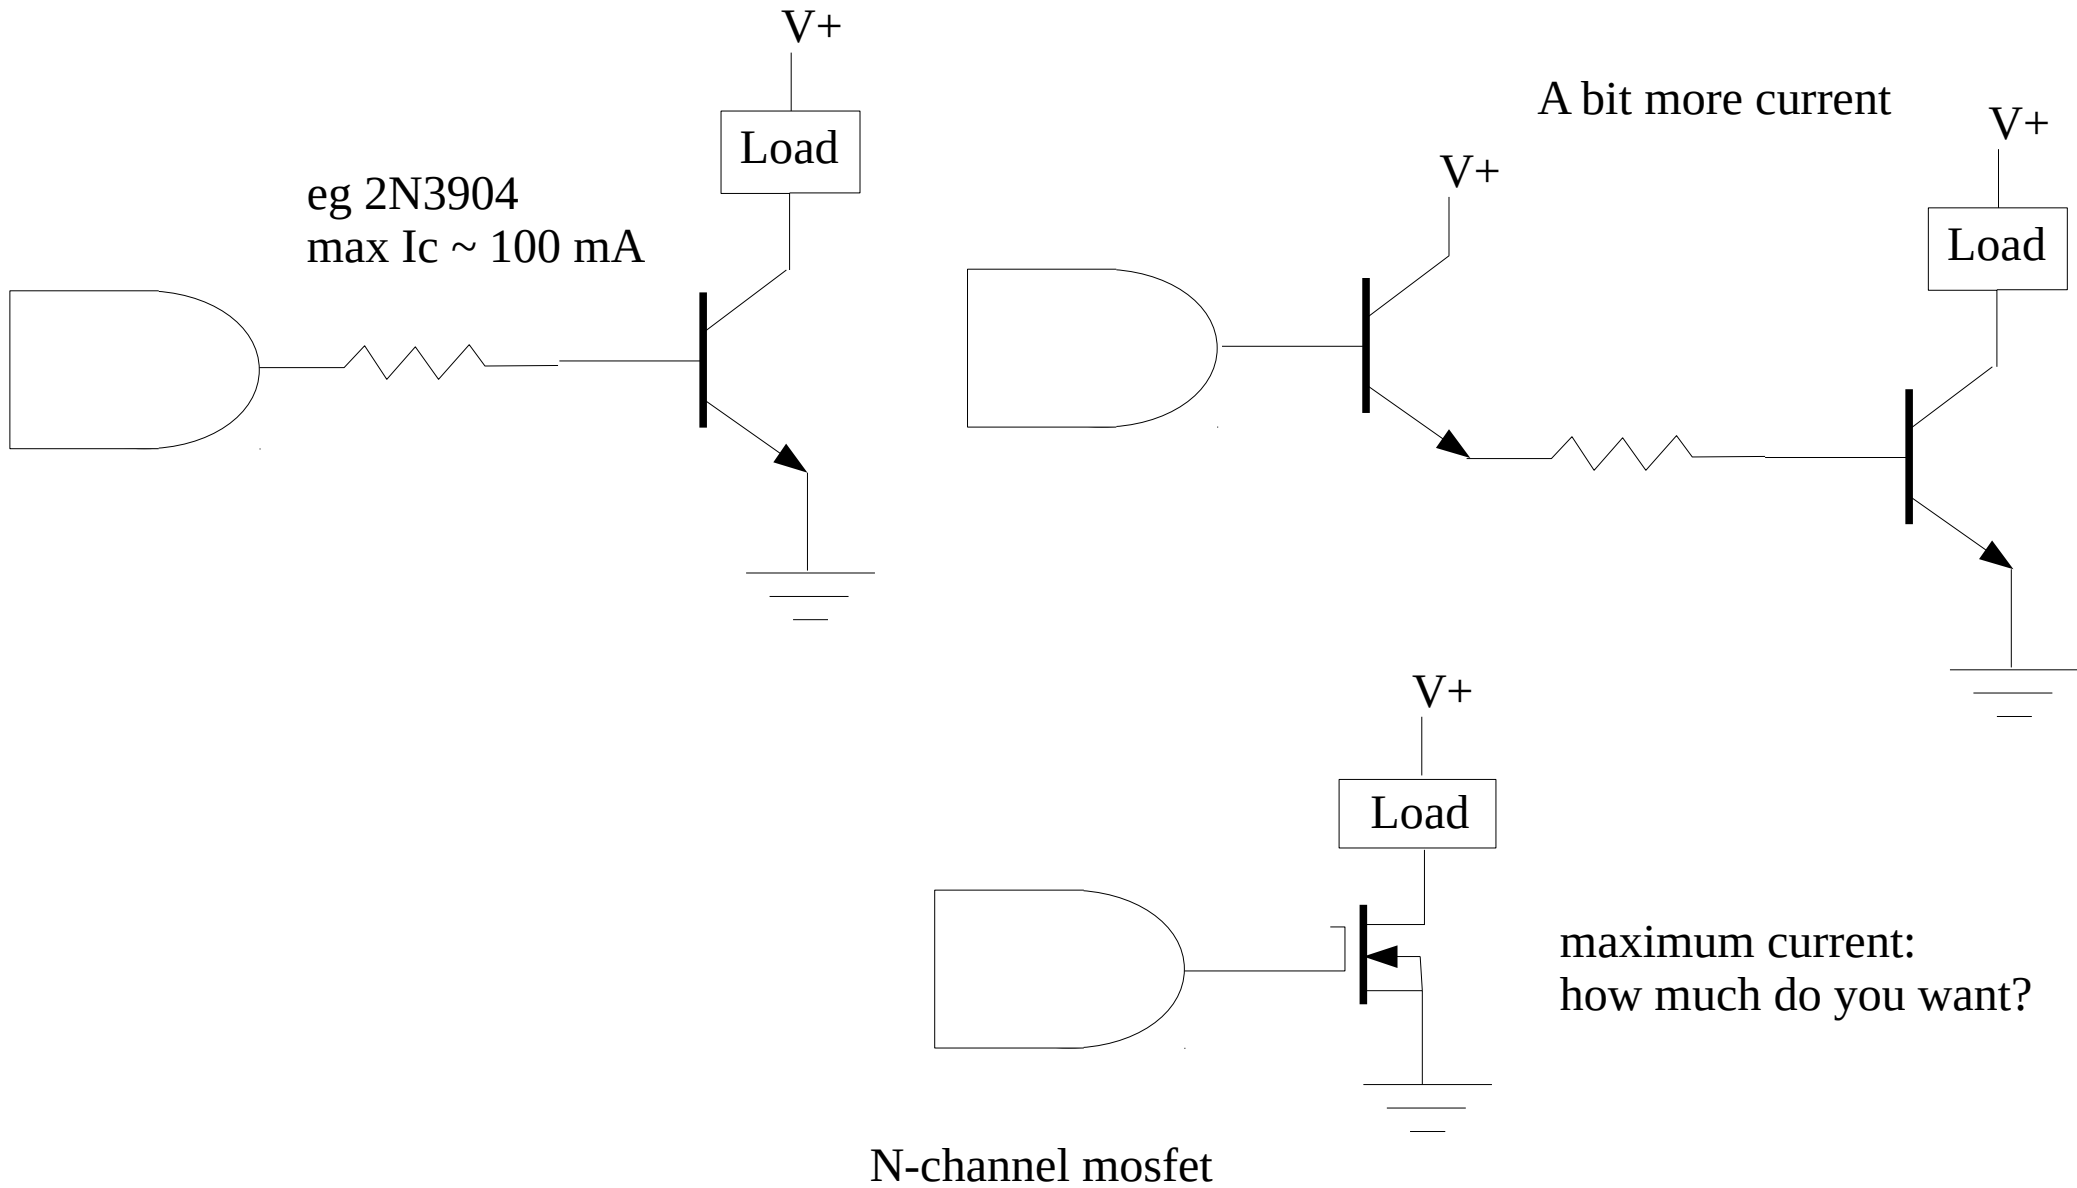 V+
Load
eg 2N3904
max Ic ~ 100 mA
A bit more current
V+
V+
Load
V+
Load
maximum current:
how much do you want?
N-channel mosfet